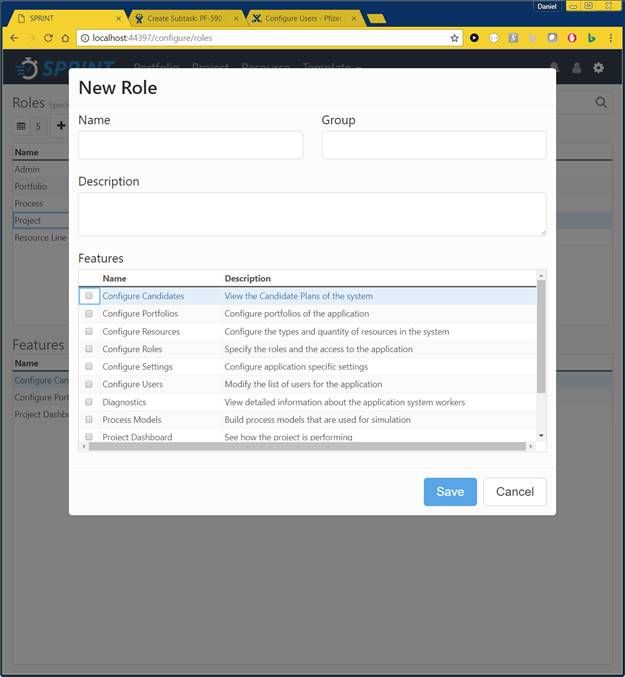 Daniel
SPRINT
Create Subtask: PF-590
Configure Users - Pfizer
localhost:44397/configure/roles
SPRINT Portfolio Project Resource Template
Roles
5
Name
Admin
Portfolio
Process
Project
Resource Line
Features
Name
Configure Can
Configure Port
Project Dashb
New Role
Name Group
Description
Features
Name Description
Configure Candidates View the Candidate Plans of the system
Configure Portfolios Configure portfolios of the application
Configure Resources Configure the types and quantity of resources in the system
Configure Roles Specify the roles and the access to the application
Configure Settings Configure application specific settings
Configure Users Modify the list of users for the application
Diagnostics View detailed information about the application system workers
Process Models Build process models that are used for simulation
Project Dashboard See how the project is performing
Save Cancel